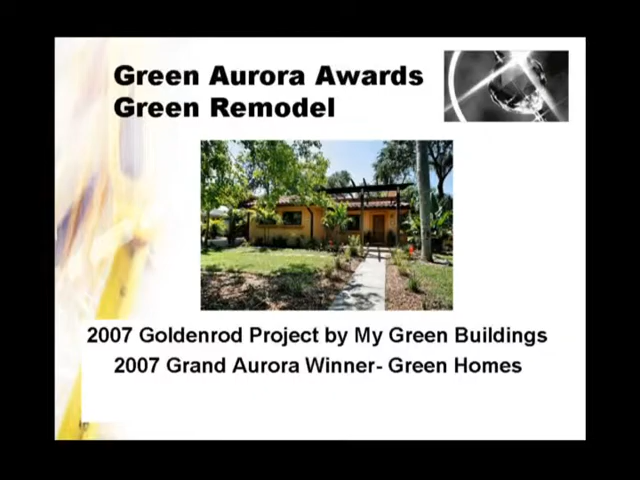 Green Aurora Awards
Green Remodel
2007 Goldenrod Project by My Green Buildings
2007 Grand Aurora Winner- Green Homes